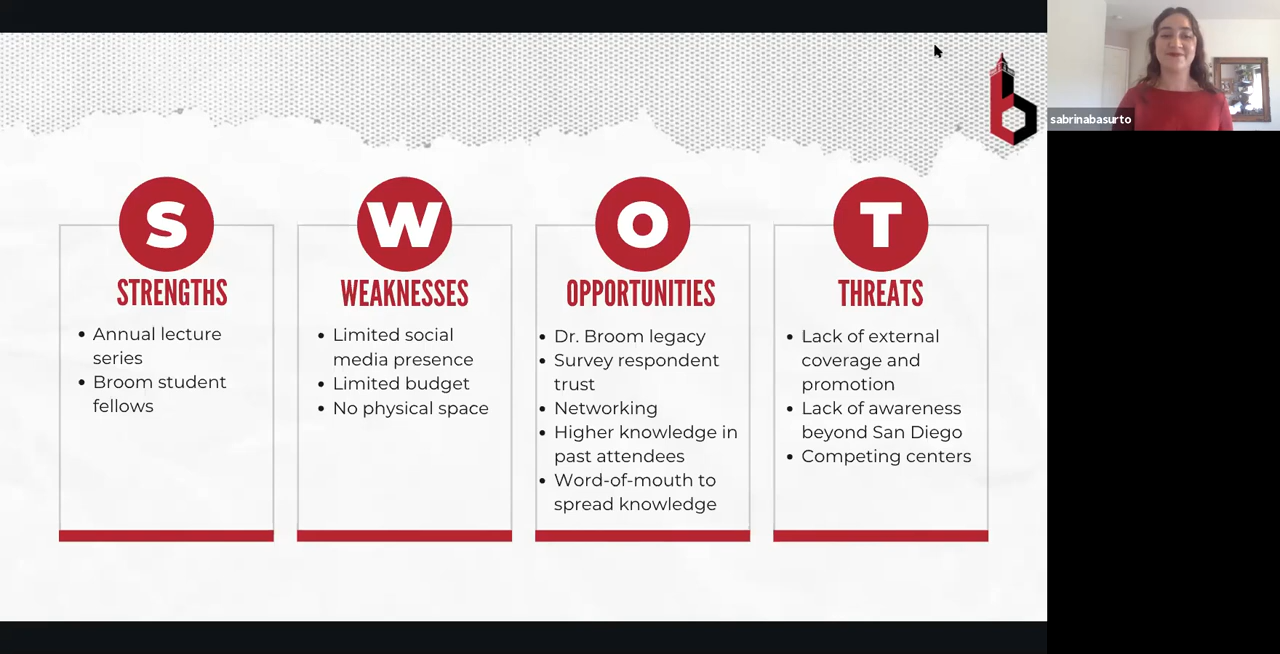 sabrinabasurto
S
STRENGTHS
Annual lecture
series
Broom student
fellows
W
WEAKNESSES
Limited social
media presence
Limited budget
No physical space
O
OPPORTUNITIES
Dr. Broom legacy
Survey respondent
trust
Networking
Higher knowledge in
past attendees
Word-of-mouth to
spread knowledge
T
THREATS
Lack of external
coverage and
promotion
Lack of awareness
beyond San Diego
Competing centers